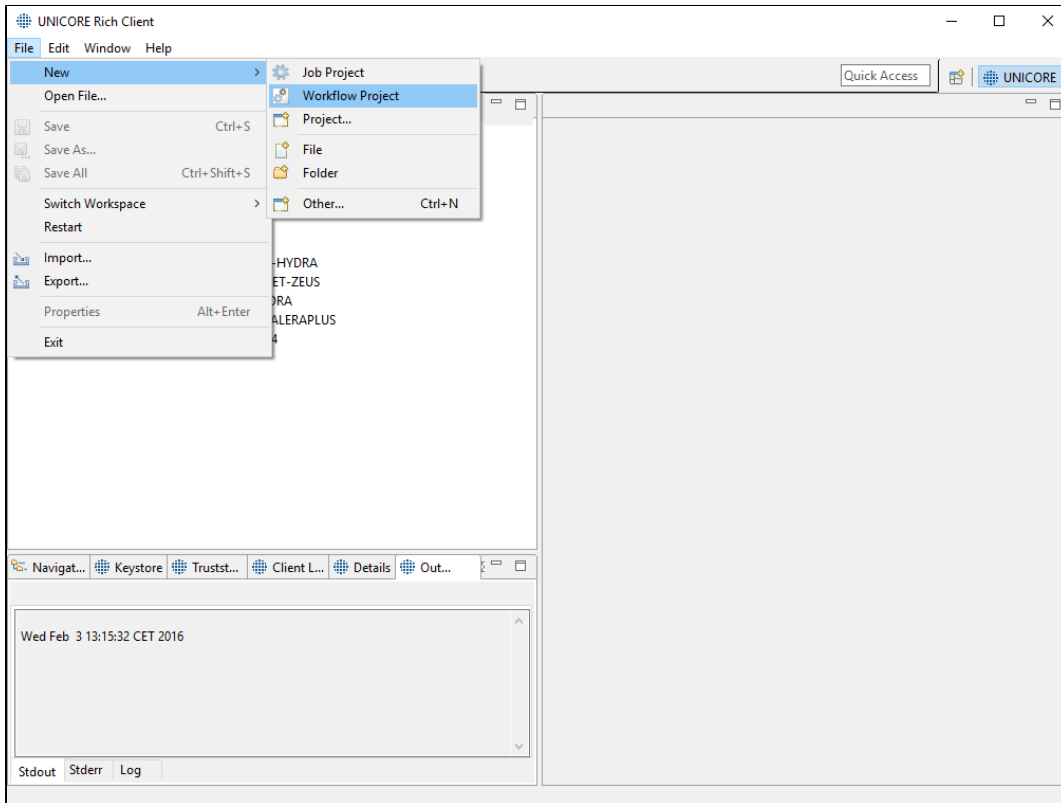 UNICORE Rich Client
File Edit Window Help
New > Job Project
Open File... Workflow Project
Project...
Quick Access UNICORE
Save Ctrl+S
Save As... File
Save All Ctrl+Shift+S Folder
Switch Workspace > Other... Ctrl+N
Restart
Import... -HYDRA
Export... ET-ZEUS
DRA
Properties Alt+Enter ALERAPLUS
Exit 4
Navigat... Keystore Trustst... Client L... Details Out...
Wed Feb 3 13:15:32 CET 2016
Stdout Stderr Log